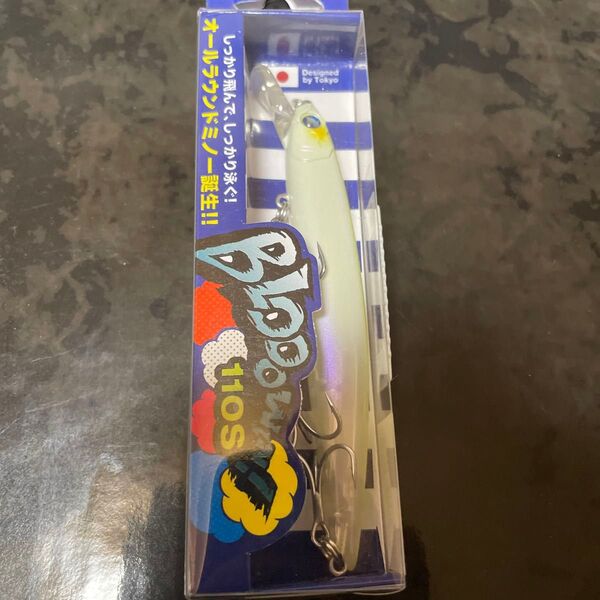 Designed
by Tokyo
しっかり飛んで、しっかり泳ぐ!
オールラウンドミノー誕生!!
110S